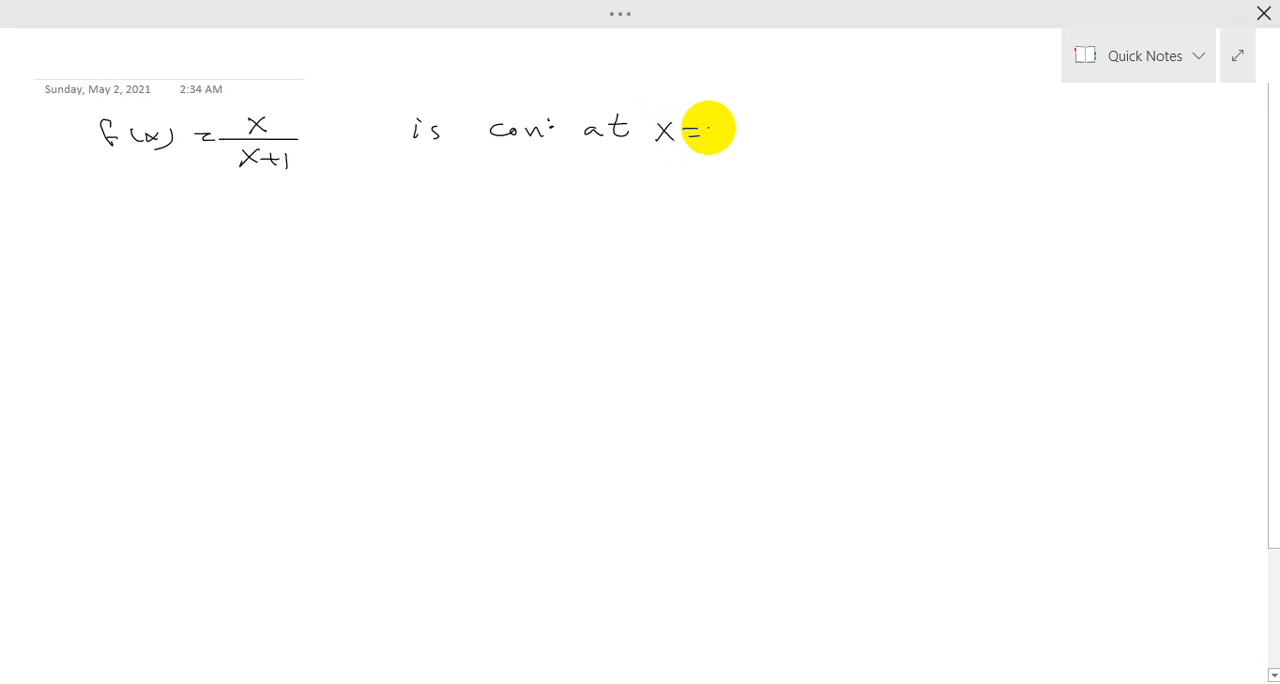 Quick Notes
Sunday, May 2, 2021 2:34 AM
f(x) = x/(x+1) is con: at x =